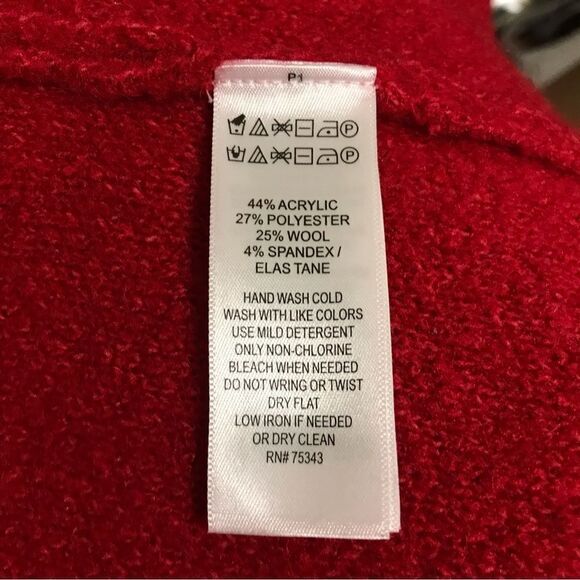 P1
44% ACRYLIC
27% POLYESTER
25% WOOL
4% SPANDEX /
ELAS TANE
HAND WASH COLD
WASH WITH LIKE COLORS
USE MILD DETERGENT
ONLY NON-CHLORINE
BLEACH WHEN NEEDED
DO NOT WRING OR TWIST
DRY FLAT
LOW IRON IF NEEDED
OR DRY CLEAN
RN# 75343